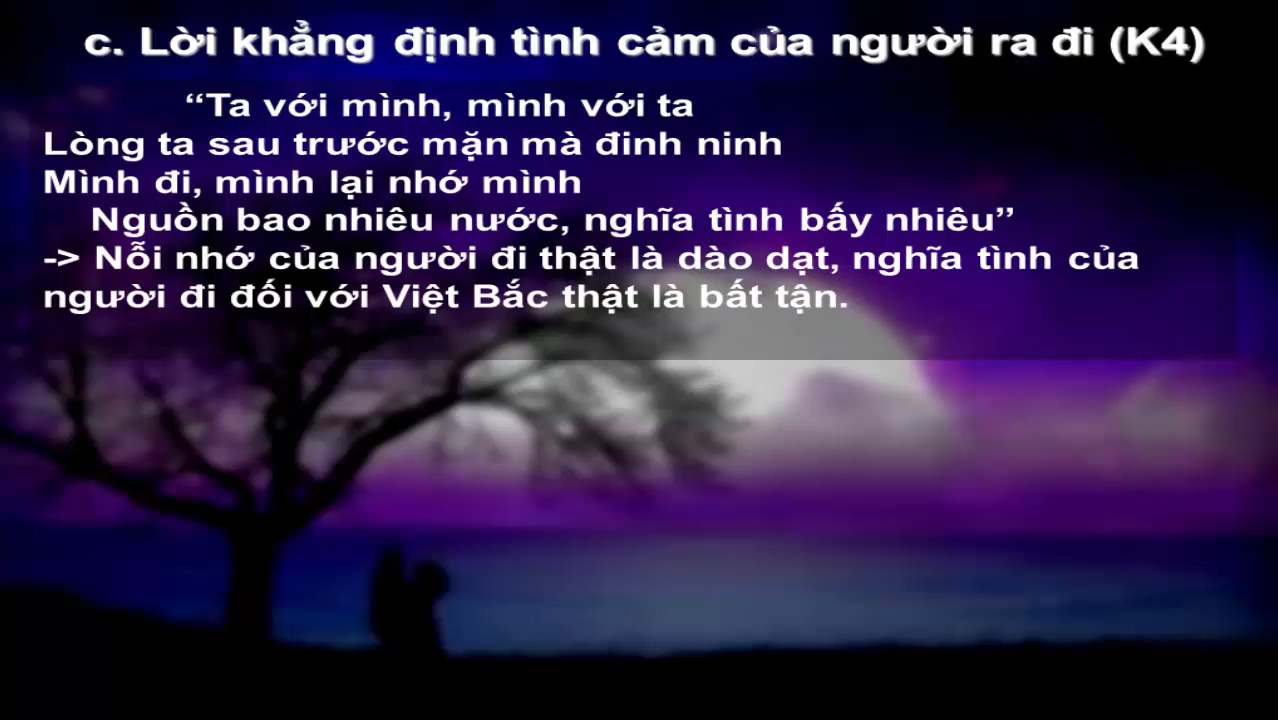 c. Lời khẳng định tình cảm của người ra đi (K4)
“Ta với mình, mình với ta
Lòng ta sau trước mặn mà đinh ninh
Mình đi, mình lại nhớ mình
Nguồn bao nhiêu nước, nghĩa tình bấy nhiêu”
-> Nỗi nhớ của người đi thật là dào dạt, nghĩa tình của
người đi đối với Việt Bắc thật là bất tận.